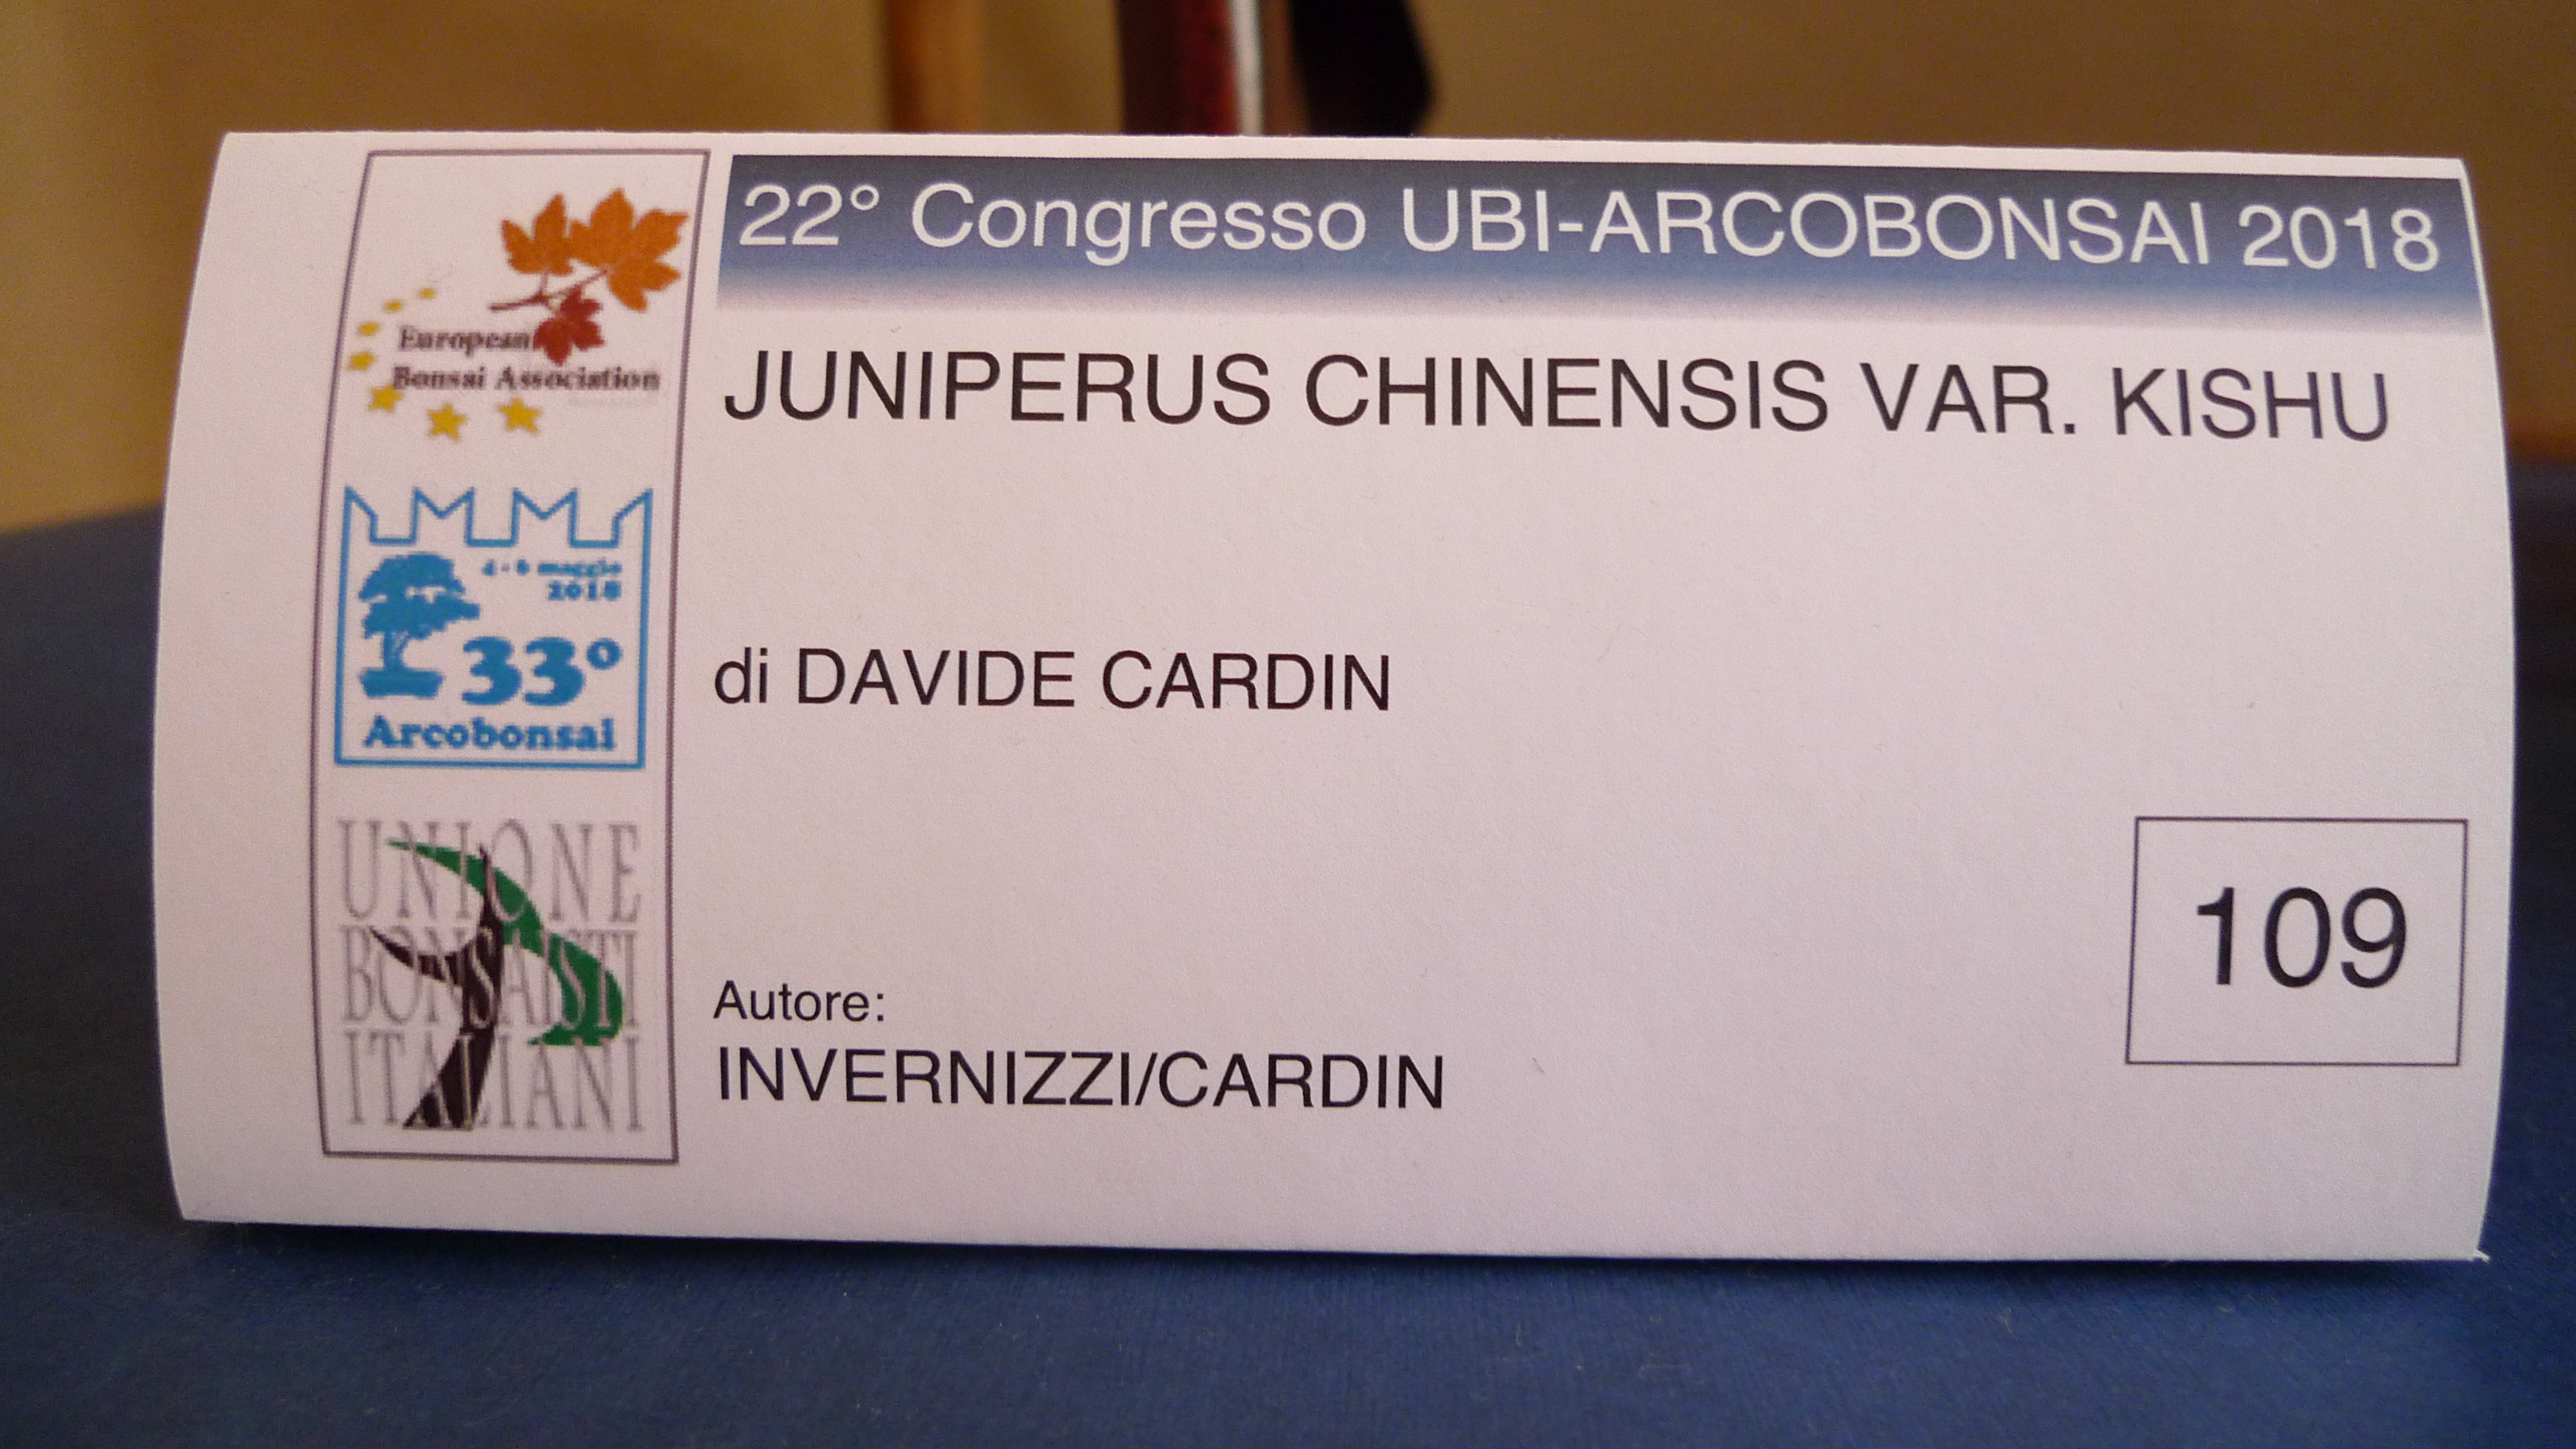 22° Congresso UBI-ARCOBONSAI 2018
JUNIPERUS CHINENSIS VAR. KISHU
di DAVIDE CARDIN
Autore:
INVERNIZZI/CARDIN
109
European
Bonsai Association
4 - 6 maggio
2018
33°
Arcobonsai
UNIONE
BONSAISTI
ITALIANI